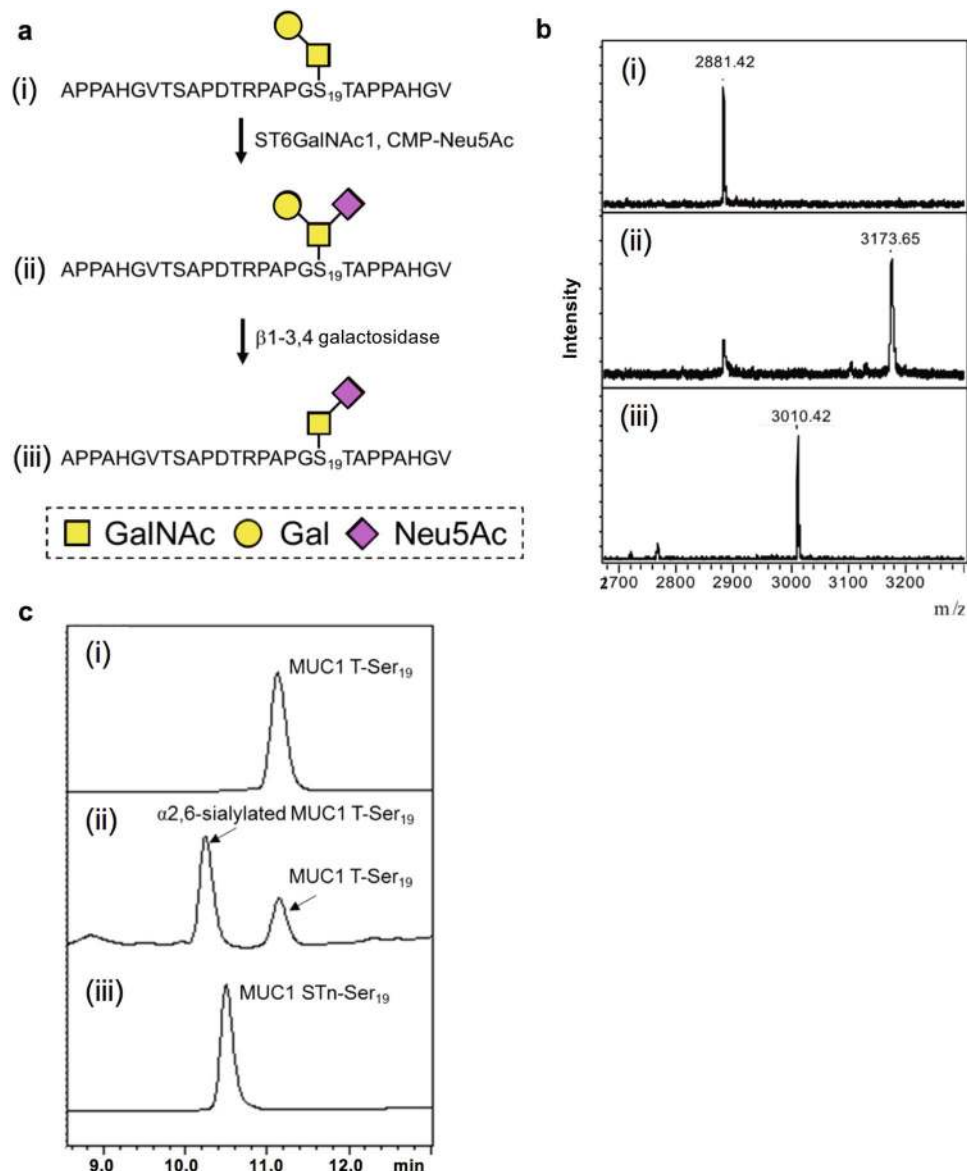 a
(i) APPAHGVTSAPDTRPAPGS₁₉TAPPAHGV
ST6GalNAc1, CMP-Neu5Ac
(ii) APPAHGVTSAPDTRPAPGS₁₉TAPPAHGV
β1-3,4 galactosidase
(iii) APPAHGVTSAPDTRPAPGS₁₉TAPPAHGV
GalNAc Gal Neu5Ac
b
(i)
2881.42
(ii)
3173.65
(iii)
3010.42
Intensity
2700 2800 2900 3000 3100 3200
m/z
c
(i)
MUC1 T-Ser₁₉
(ii)
α2,6-sialylated MUC1 T-Ser₁₉
MUC1 T-Ser₁₉
(iii)
MUC1 STn-Ser₁₉
9.0 10.0 11.0 12.0 min